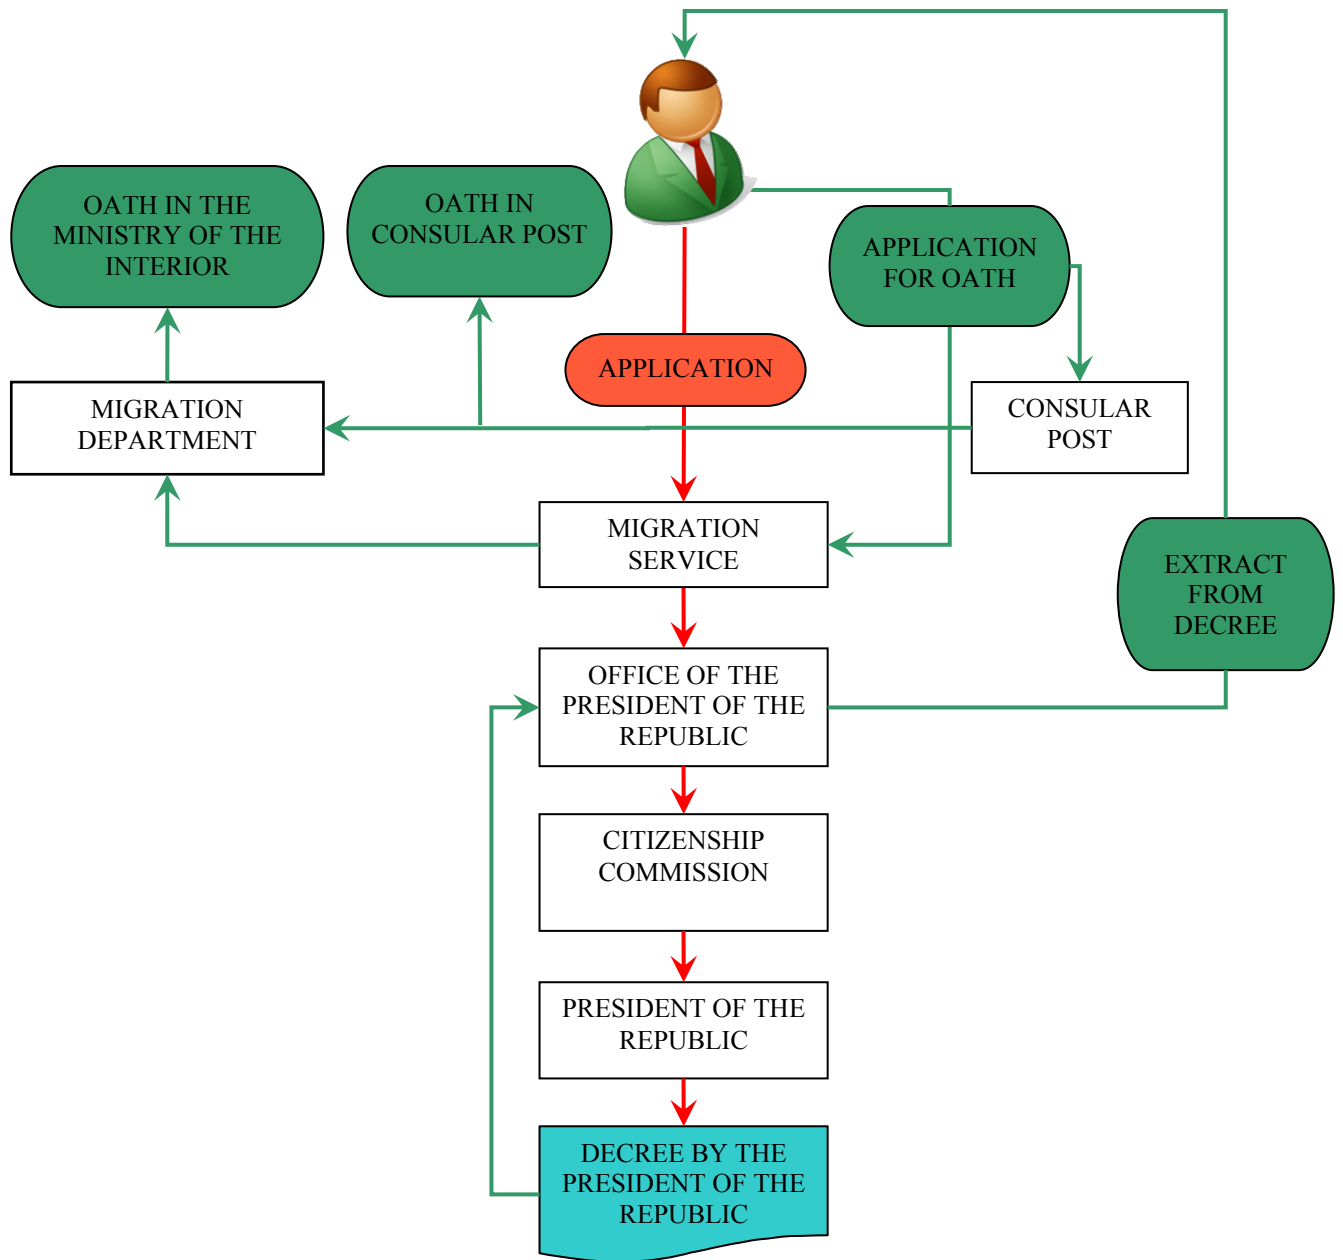 OATH IN THE
MINISTRY OF THE
INTERIOR
OATH IN
CONSULAR POST
APPLICATION
FOR OATH
APPLICATION
MIGRATION
DEPARTMENT
CONSULAR
POST
MIGRATION
SERVICE
EXTRACT
FROM
DECREE
OFFICE OF THE
PRESIDENT OF THE
REPUBLIC
CITIZENSHIP
COMMISSION
PRESIDENT OF THE
REPUBLIC
DECREE BY THE
PRESIDENT OF THE
REPUBLIC